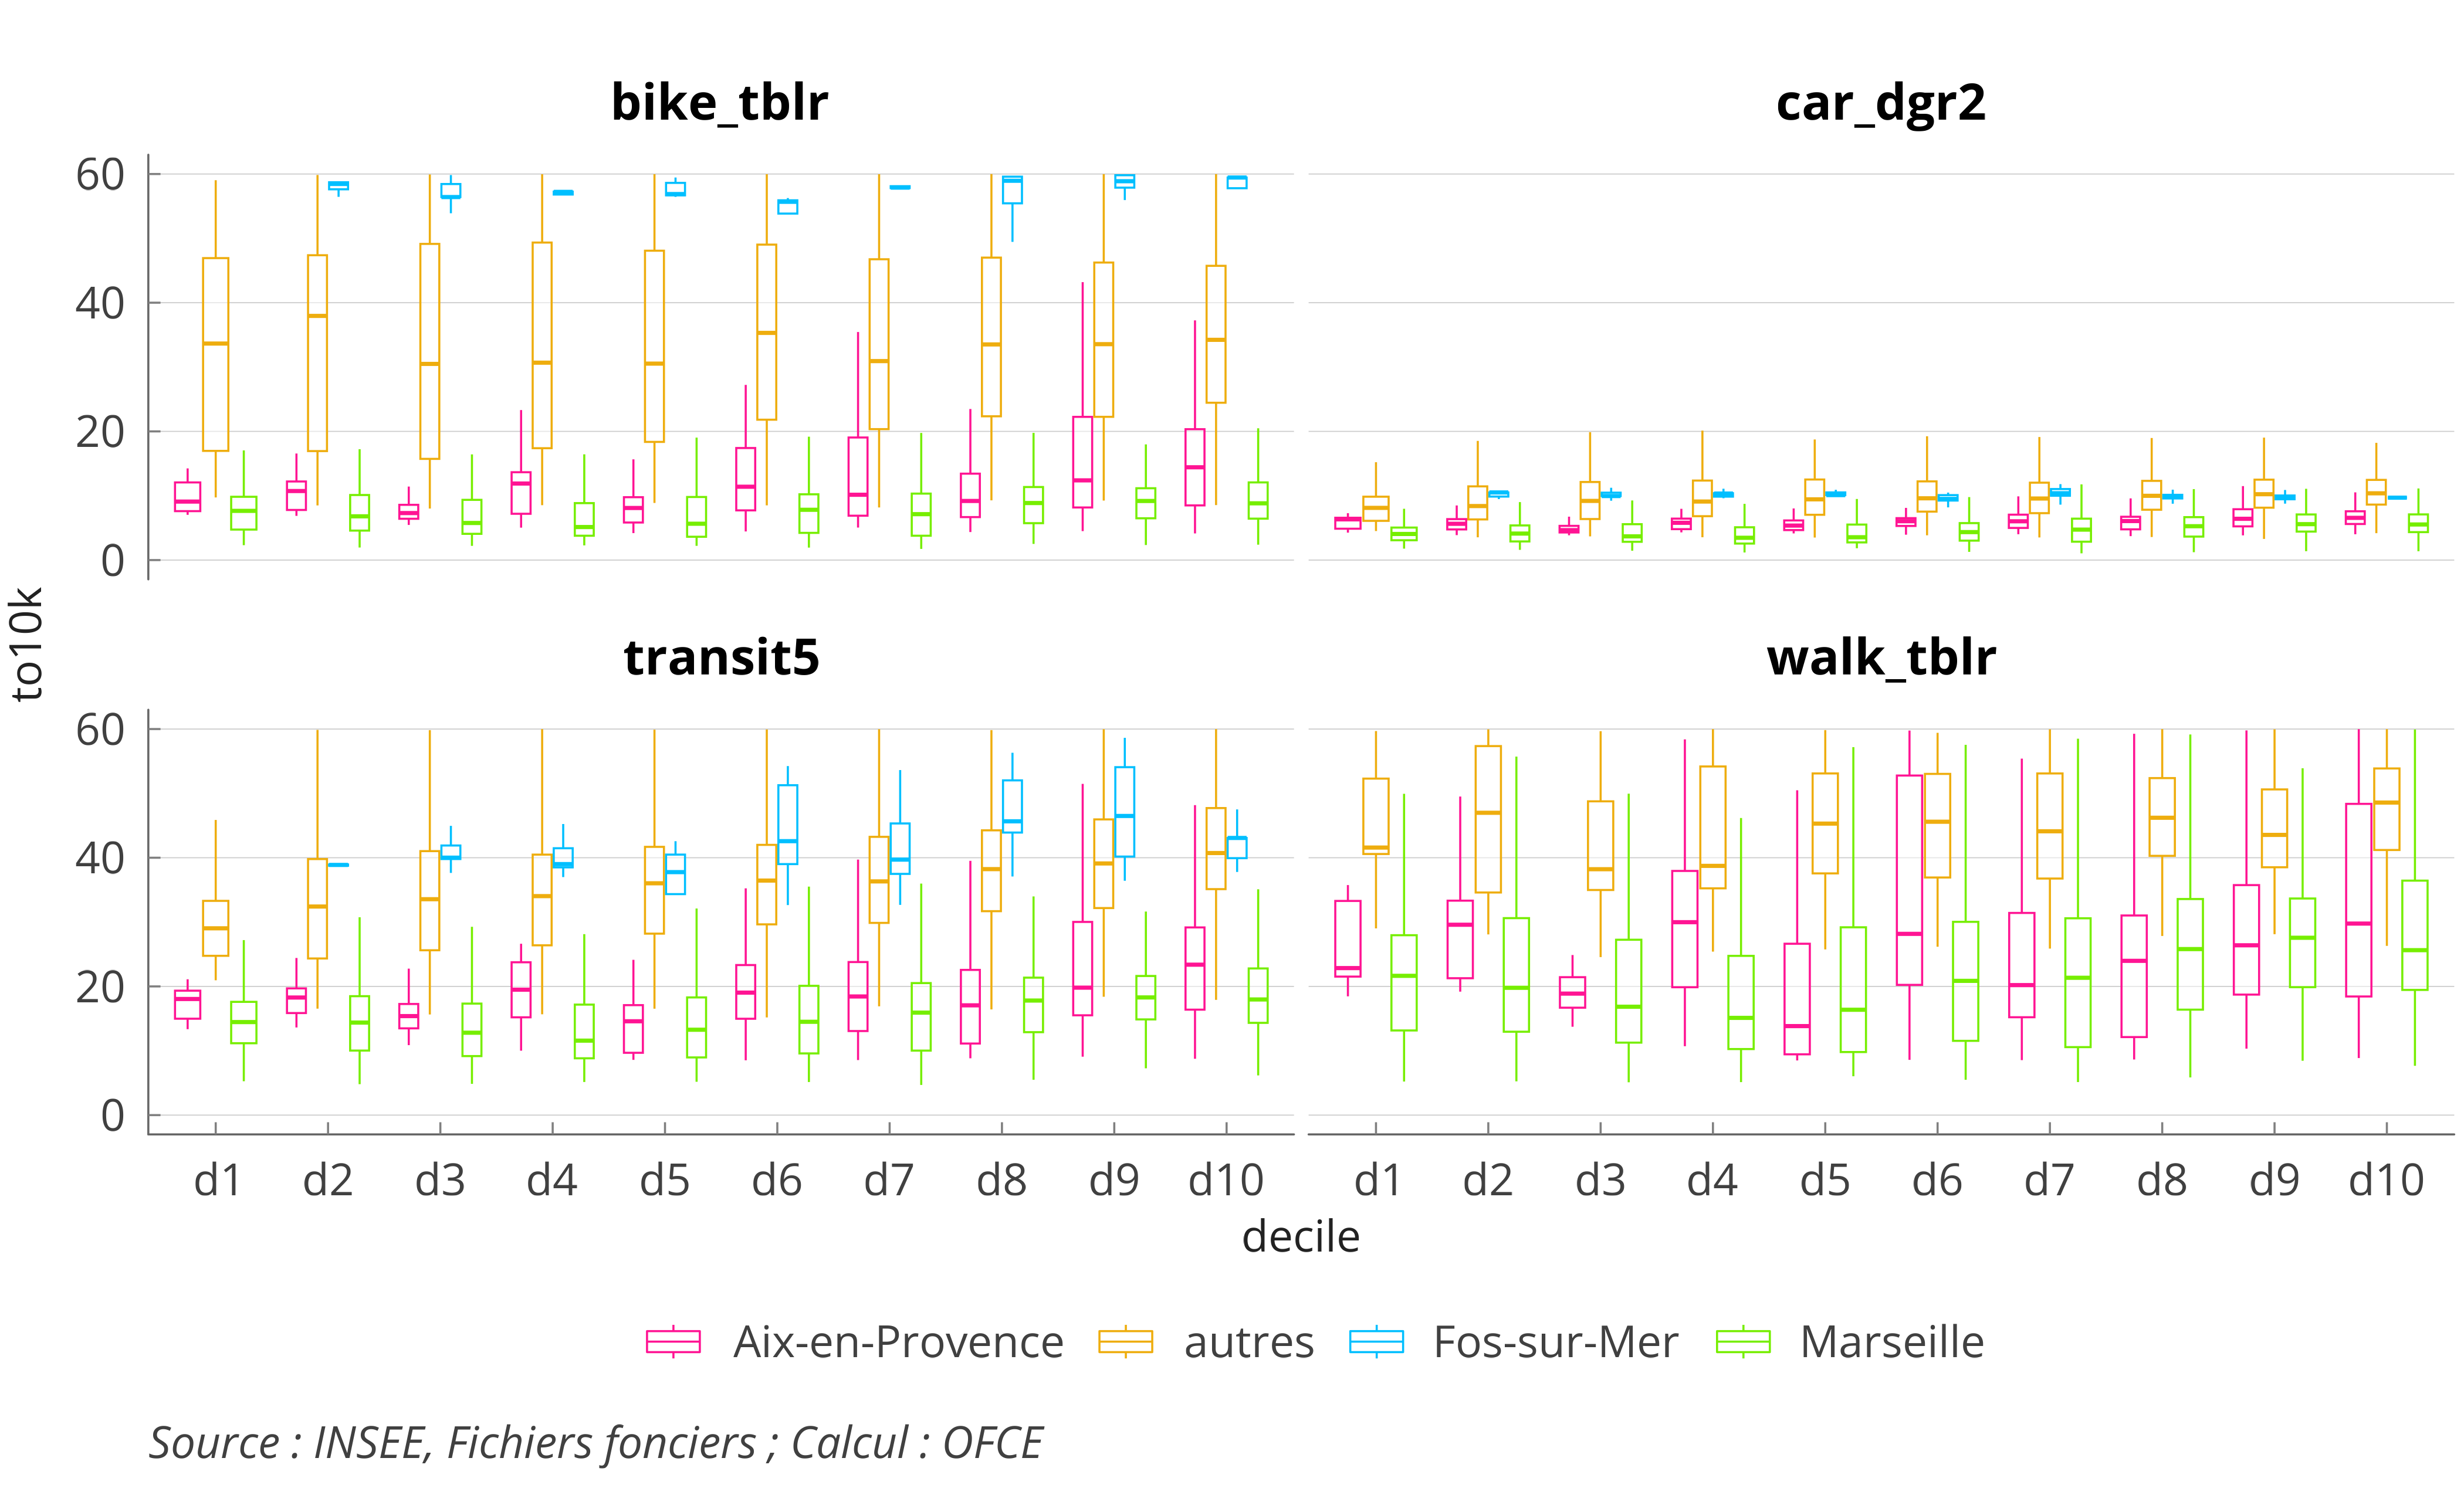 bike_tblr car_dgr2
60
40
20
0
to10k
transit5 walk_tblr
60
40
20
0
d1 d2 d3 d4 d5 d6 d7 d8 d9 d10 d1 d2 d3 d4 d5 d6 d7 d8 d9 d10
decile
Aix-en-Provence autres Fos-sur-Mer Marseille
Source : INSEE, Fichiers fonciers ; Calcul : OFCE